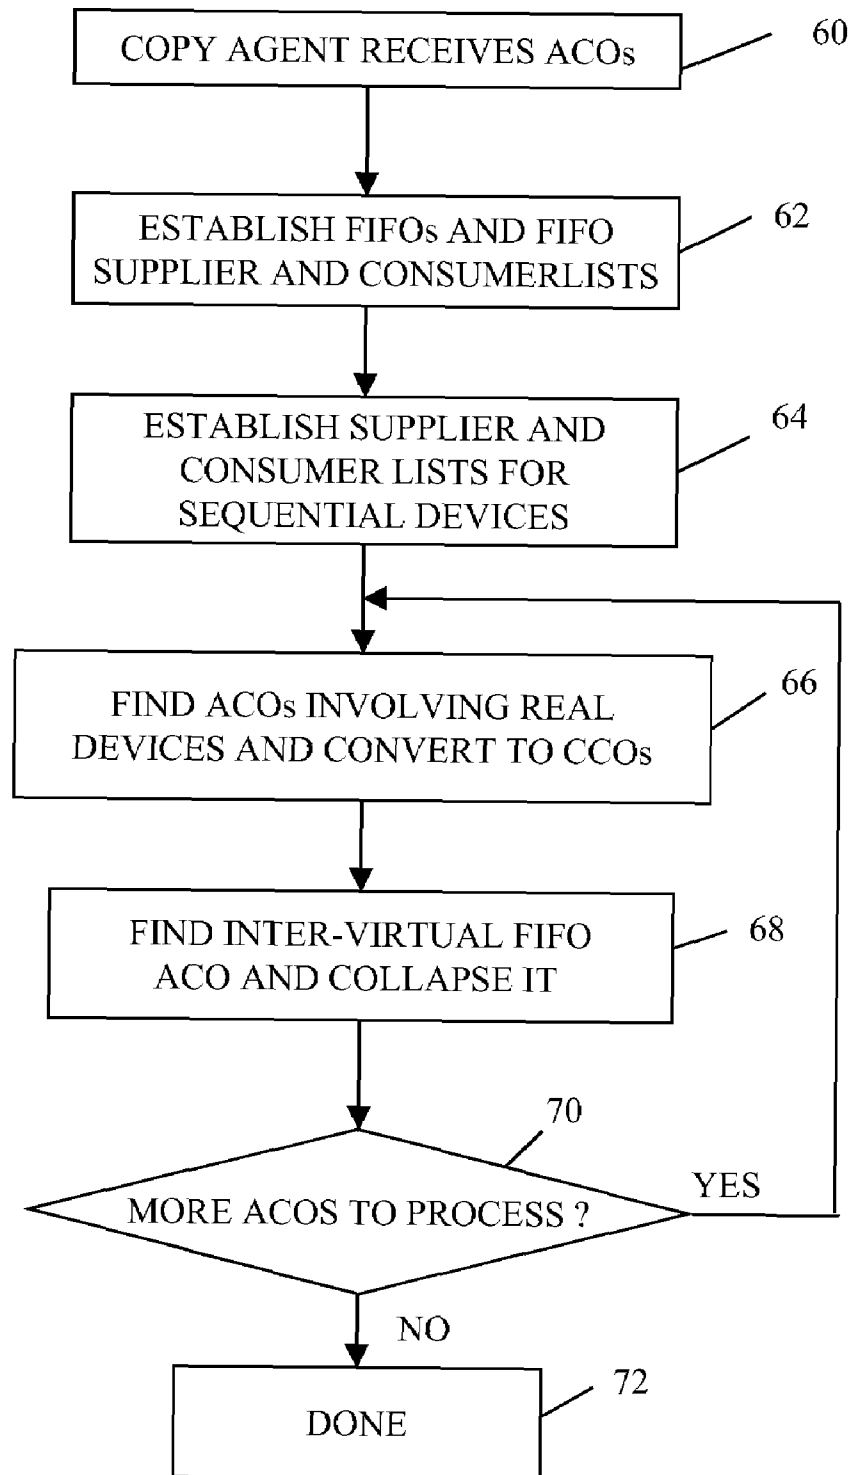 COPY AGENT RECEIVES ACOs
60
ESTABLISH FIFOs AND FIFO
SUPPLIER AND CONSUMERLISTS
62
ESTABLISH SUPPLIER AND
CONSUMER LISTS FOR
SEQUENTIAL DEVICES
64
FIND ACOs INVOLVING REAL
DEVICES AND CONVERT TO CCOs
66
FIND INTER-VIRTUAL FIFO
ACO AND COLLAPSE IT
68
70
MORE ACOS TO PROCESS ?
YES
NO
DONE
72